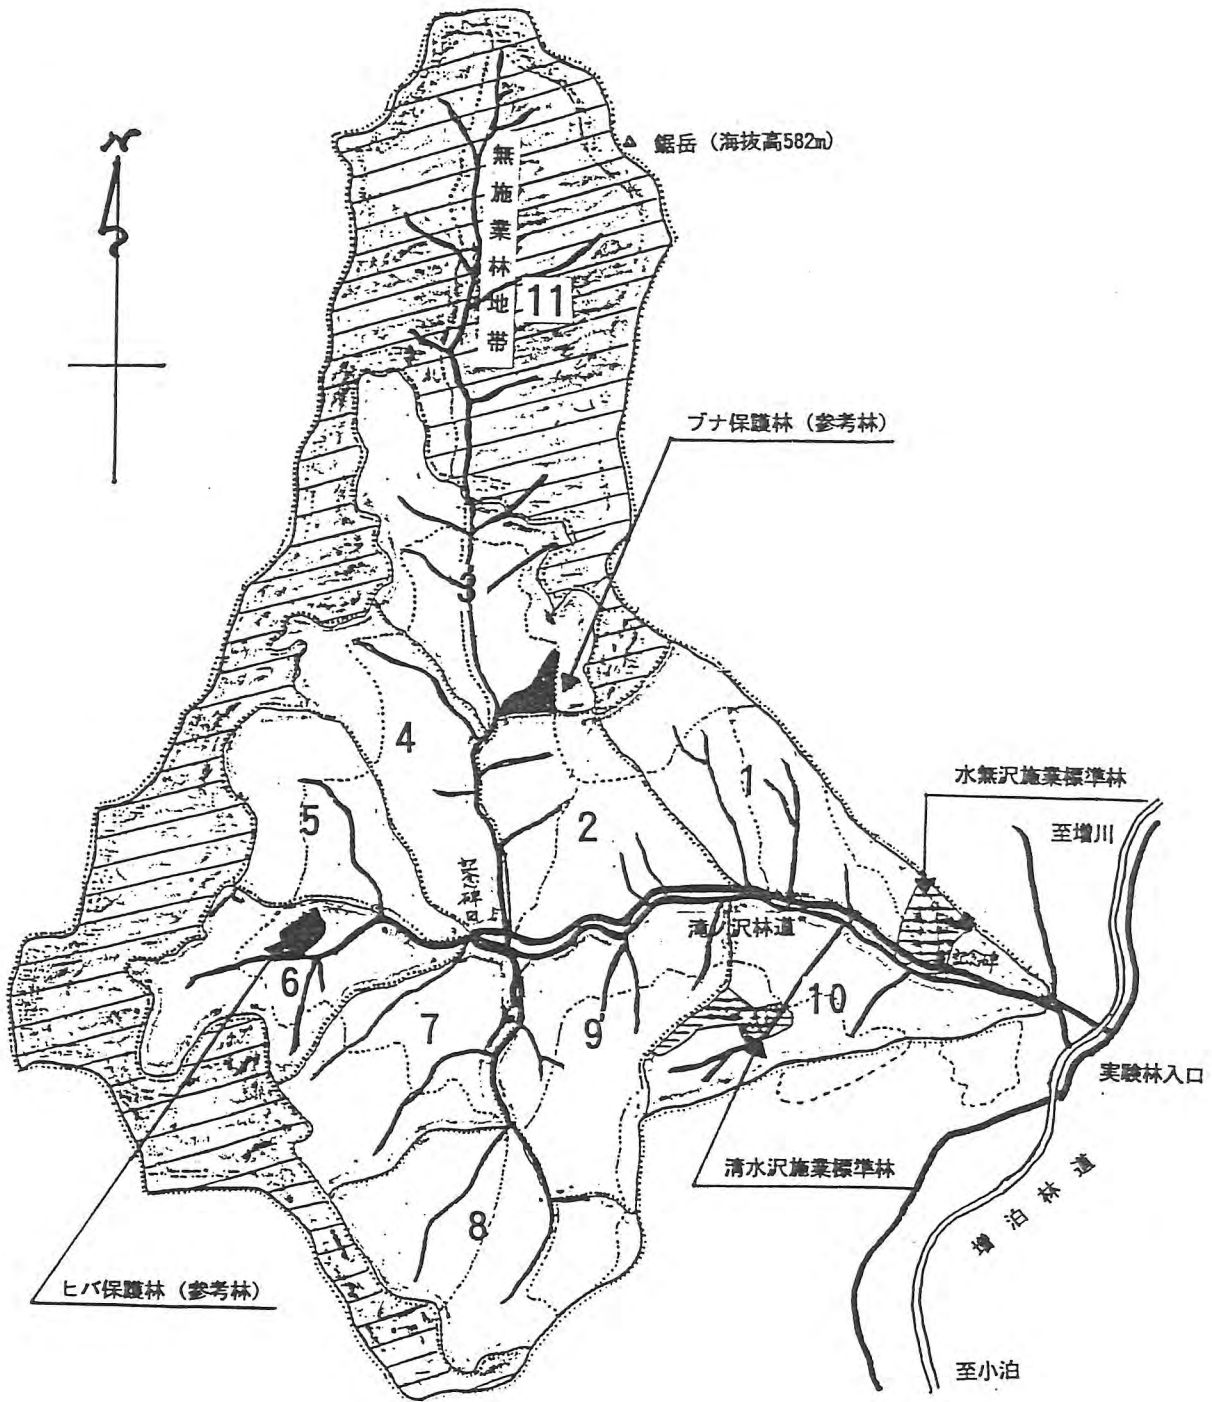 N
鋸岳（海抜高582m）
無施業林地帯
11
ブナ保護林（参考林）
3
4
1
水無沢施業標準林
至増川
5
2
滝ノ沢林道
記念碑
6
10
7
9
実験林入口
清水沢施業標準林
増泊林道
8
ヒバ保護林（参考林）
至小泊